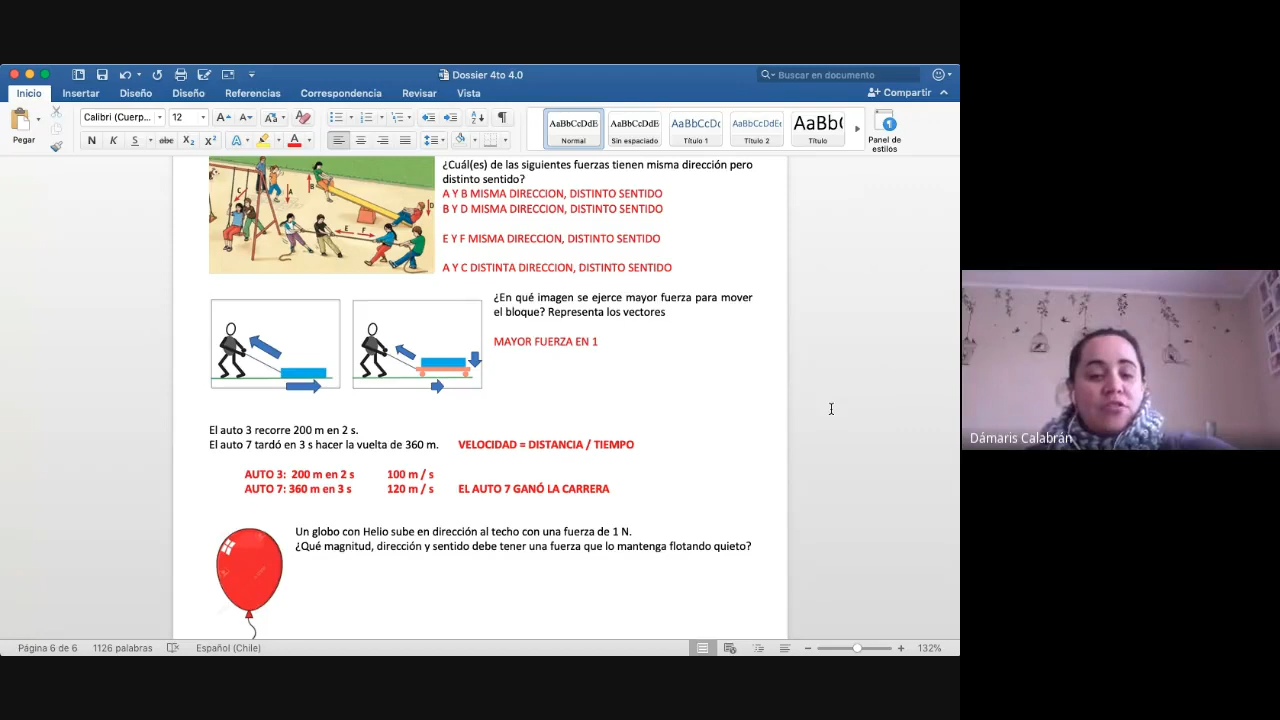 Dossier 4to 4.0
Buscar en documento
Inicio
Insertar
Diseño
Diseño
Referencias
Correspondencia
Revisar
Vista
Compartir
Pegar
Calibri (Cuerp...
12
AaBbCcDdE
Normal
AaBbCcDdE
Sin espaciado
AaBbCcDc
Título 1
AaBbCcDdEe
Título 2
AaBb(
Título
Panel de
estilos
¿Cuál(es) de las siguientes fuerzas tienen misma dirección pero
distinto sentido?
A Y B MISMA DIRECCION, DISTINTO SENTIDO
B Y D MISMA DIRECCION, DISTINTO SENTIDO
E Y F MISMA DIRECCION, DISTINTO SENTIDO
A Y C DISTINTA DIRECCION, DISTINTO SENTIDO
C
A
B
D
E
F
¿En qué imagen se ejerce mayor fuerza para mover
el bloque? Representa los vectores
MAYOR FUERZA EN 1
El auto 3 recorre 200 m en 2 s.
El auto 7 tardó en 3 s hacer la vuelta de 360 m. VELOCIDAD = DISTANCIA / TIEMPO
AUTO 3: 200 m en 2 s 100 m / s
AUTO 7: 360 m en 3 s 120 m / s EL AUTO 7 GANÓ LA CARRERA
Un globo con Helio sube en dirección al techo con una fuerza de 1 N.
¿Qué magnitud, dirección y sentido debe tener una fuerza que lo mantenga flotando quieto?
Página 6 de 6
1126 palabras
Español (Chile)
132%
Dámaris Calabrán